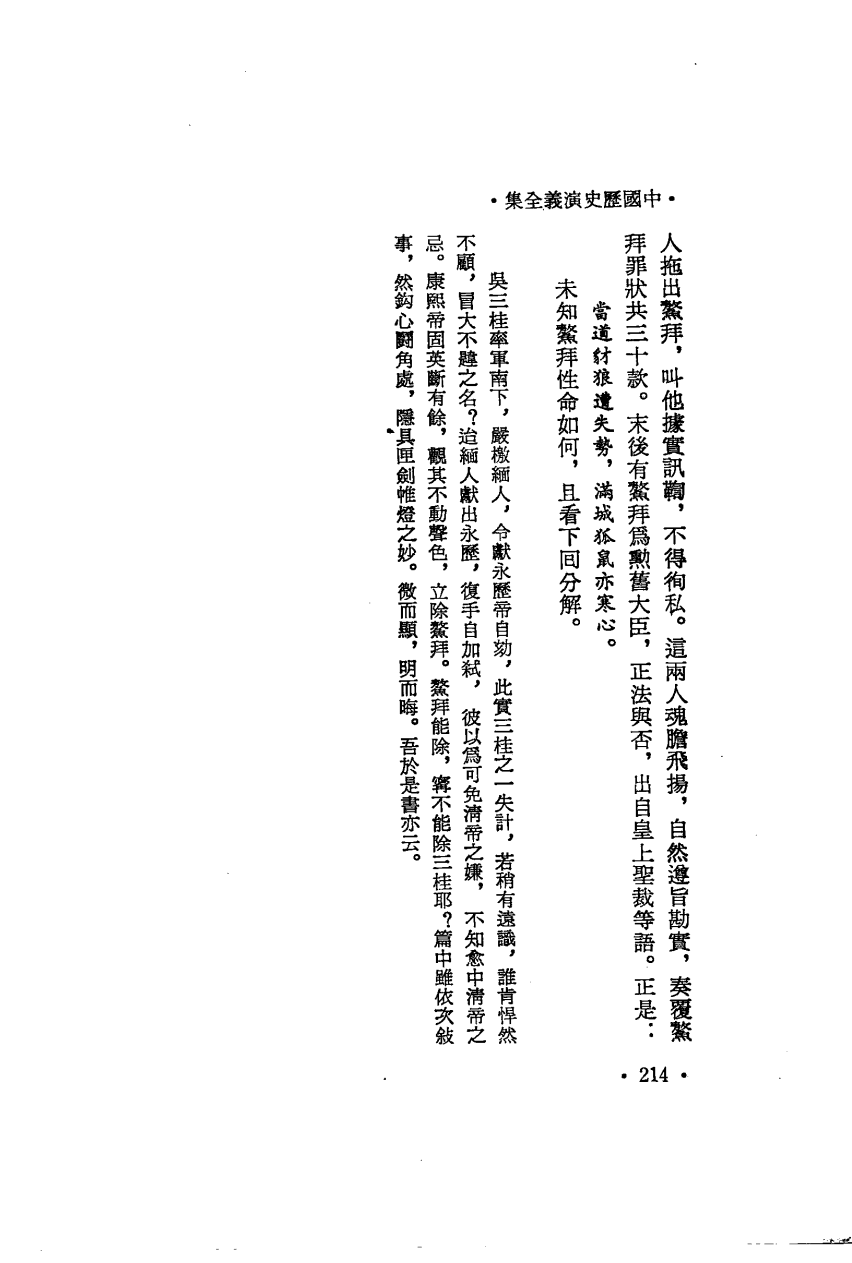 ・中國歷史演義全集・
人拖出鰲拜，叫他據實訊鞫，不得徇私。這兩人魂膽飛揚，自然遵旨勘實，奏覆鰲
拜罪狀共三十款。末後有鰲拜爲勳舊大臣，正法與否，出自皇上聖裁等語。正是：
當道豺狼遭失勢，滿城狐鼠亦寒心。
未知鰲拜性命如何，且看下回分解。
吳三桂率軍南下，嚴檄緬人，令獻永歷帝自効，此實三桂之一失計，若稍有遠識，誰肯悍然
不顧，冒大不韙之名？迨緬人獻出永歷，復手自加弒，彼以爲可免清帝之嫌，不知愈中清帝之
忌。康熙帝固英斷有餘，觀其不動聲色，立除鰲拜。鰲拜能除，寗不能除三桂耶？篇中雖依次敍
事，然鈎心鬪角處，隱具匣劍帷燈之妙。微而顯，明而晦。吾於是書亦云。
・214・